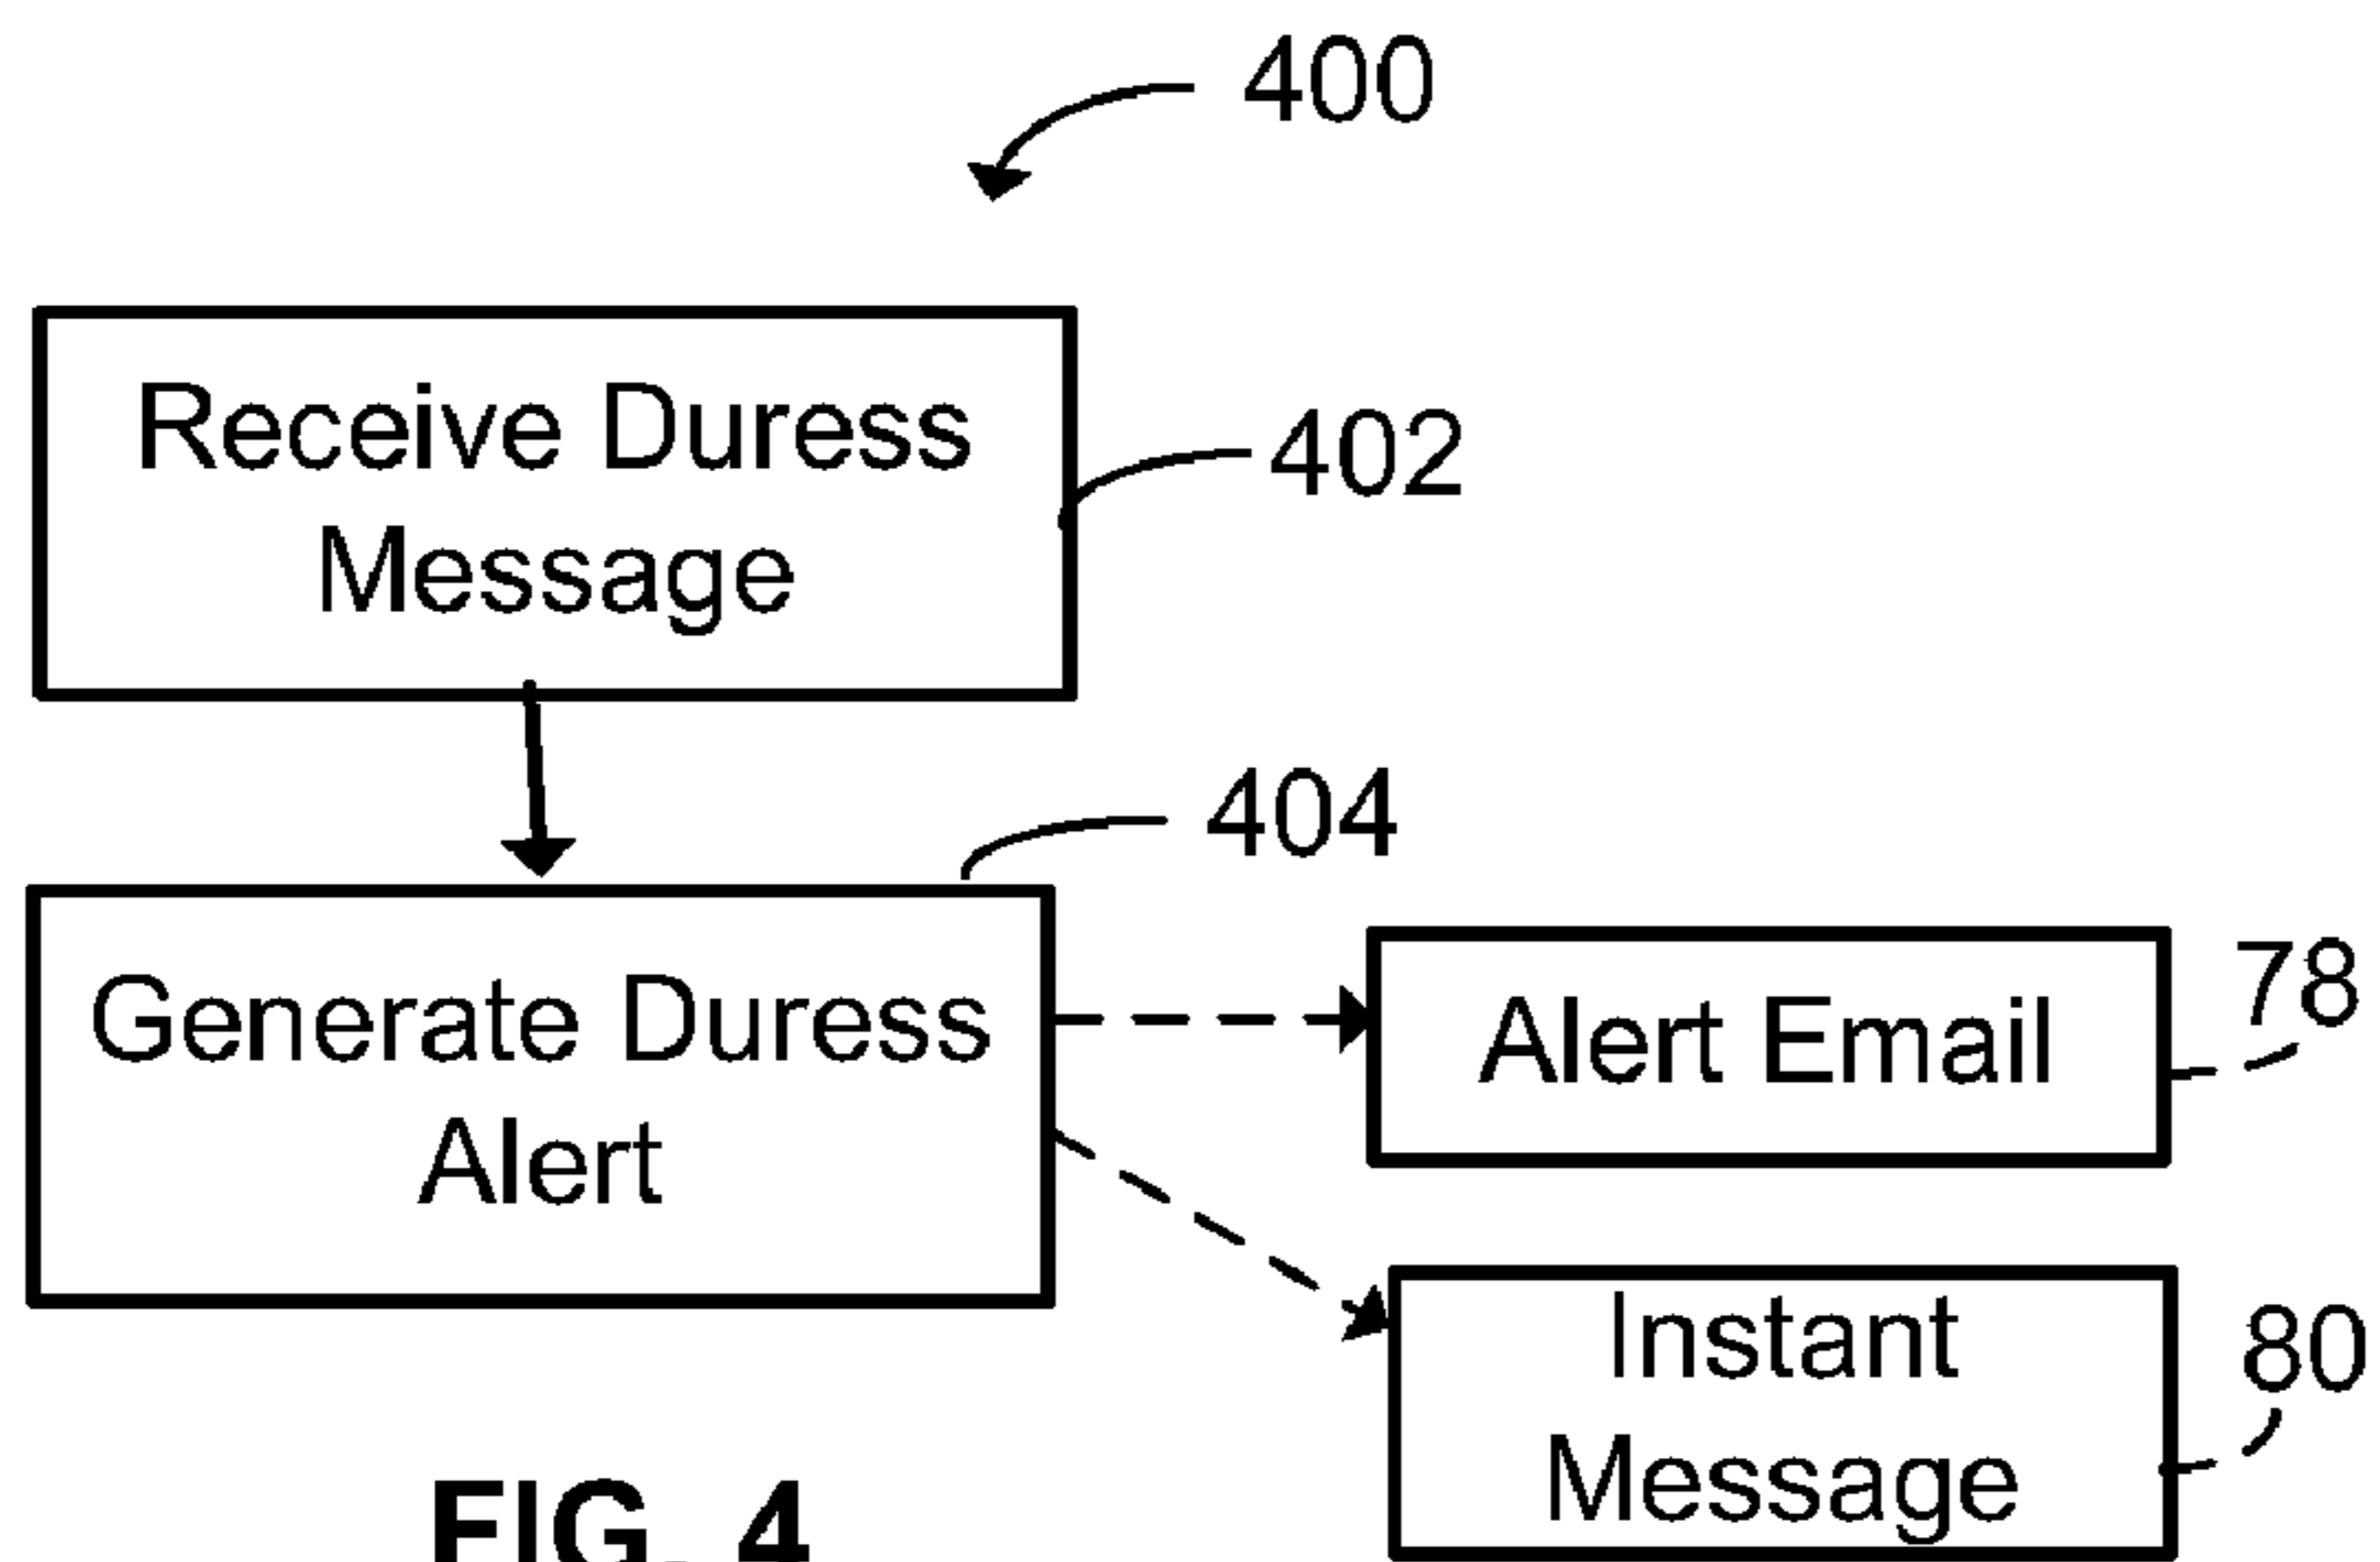 400
Receive Duress
Message
402
404
Generate Duress
Alert
Alert Email
78
Instant
Message
80
FIG. 4